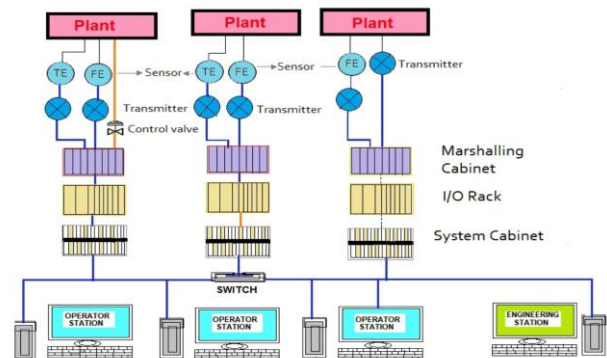 Plant
Plant
Plant
TE
FE
Sensor
TE
FE
Sensor
FE
Transmitter
Transmitter
Transmitter
Control valve
Marshalling
Cabinet
I/O Rack
System Cabinet
SWITCH
OPERATOR
STATION
OPERATOR
STATION
OPERATOR
STATION
ENGINEERING
STATION